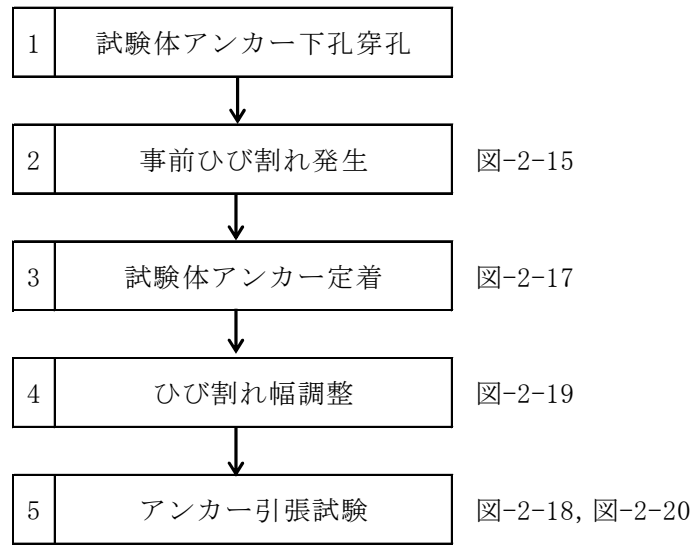 1 試験体アンカー下孔穿孔
2 事前ひび割れ発生 図-2-15
3 試験体アンカー定着 図-2-17
4 ひび割れ幅調整 図-2-19
5 アンカー引張試験 図-2-18, 図-2-20